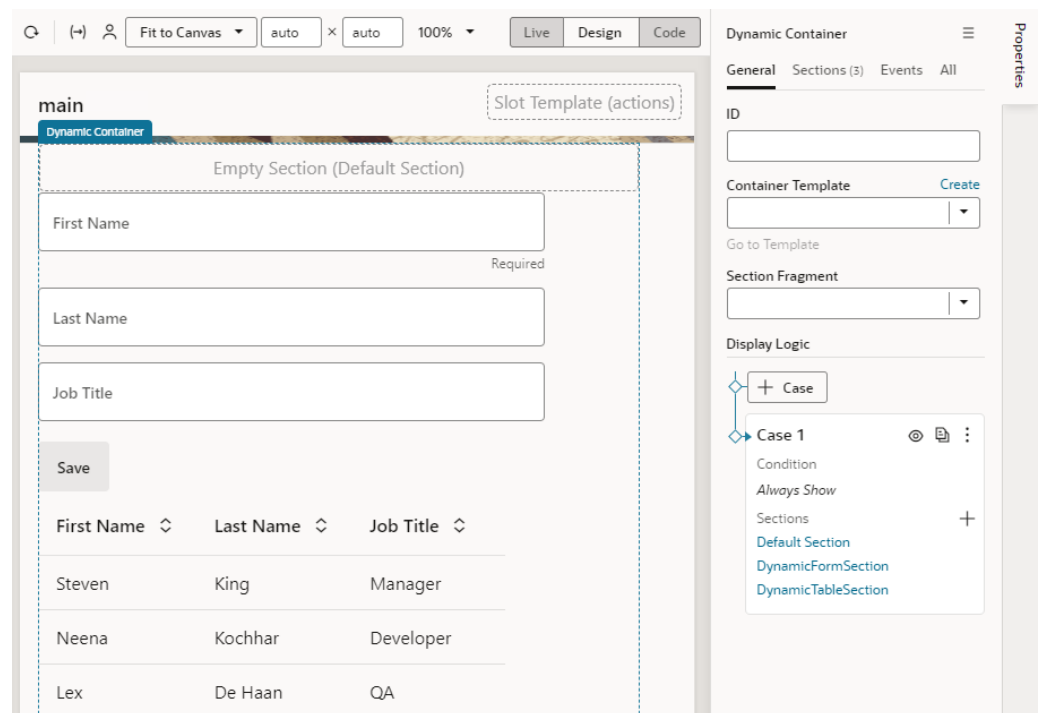 Fit to Canvas auto × auto 100% Live Design Code
main
Slot Template (actions)
Dynamic Container
Empty Section (Default Section)
First Name
Required
Last Name
Job Title
Save
First Name Last Name Job Title
Steven King Manager
Neena Kochhar Developer
Lex De Haan QA
Dynamic Container
General Sections (3) Events All
ID
Container Template Create
Go to Template
Section Fragment
Display Logic
+ Case
Case 1
Condition
Always Show
Sections +
Default Section
DynamicFormSection
DynamicTableSection
Properties